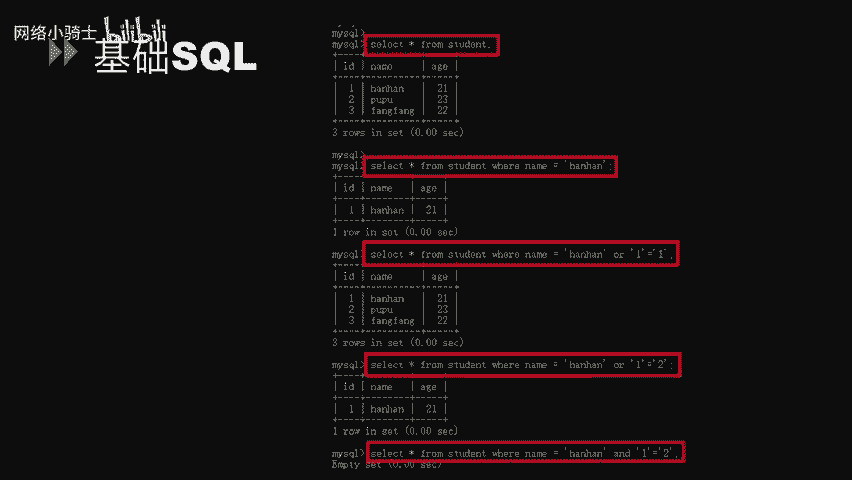 网络小骑士 bilibili
基础SQL
mysql>
mysql> select * from student;
| id | name | age |
| 1 | hanhan | 21 |
| 2 | pupu | 23 |
| 3 | fangfang | 22 |
3 rows in set (0.00 sec)
mysql>
mysql> select * from student where name = 'hanhan';
| id | name | age |
| 1 | hanhan | 21 |
1 row in set (0.00 sec)
mysql> select * from student where name = 'hanhan' or '1'='1';
| id | name | age |
| 1 | hanhan | 21 |
| 2 | pupu | 23 |
| 3 | fangfang | 22 |
3 rows in set (0.00 sec)
mysql> select * from student where name = 'hanhan' or '1'='2';
| id | name | age |
| 1 | hanhan | 21 |
1 row in set (0.00 sec)
mysql> select * from student where name = 'hanhan' and '1'='2';
Empty set (0.00 sec)